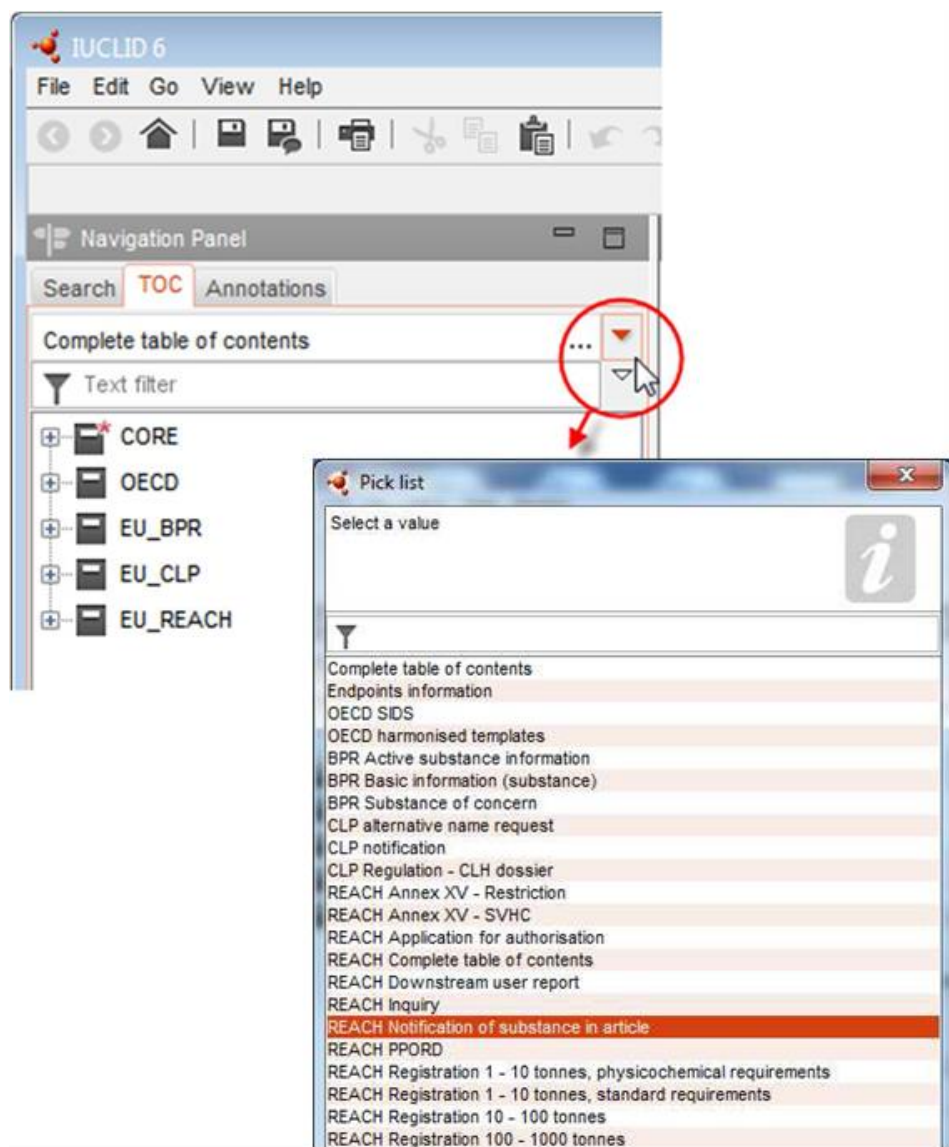 IUCLID 6
File Edit Go View Help
Navigation Panel
Search TOC Annotations
Complete table of contents ...
Text filter
CORE
OECD
EU_BPR
EU_CLP
EU_REACH
Pick list
Select a value
Complete table of contents
Endpoints information
OECD SIDS
OECD harmonised templates
BPR Active substance information
BPR Basic information (substance)
BPR Substance of concern
CLP alternative name request
CLP notification
CLP Regulation - CLH dossier
REACH Annex XV - Restriction
REACH Annex XV - SVHC
REACH Application for authorisation
REACH Complete table of contents
REACH Downstream user report
REACH Inquiry
REACH Notification of substance in article
REACH PPORD
REACH Registration 1 - 10 tonnes, physicochemical requirements
REACH Registration 1 - 10 tonnes, standard requirements
REACH Registration 10 - 100 tonnes
REACH Registration 100 - 1000 tonnes